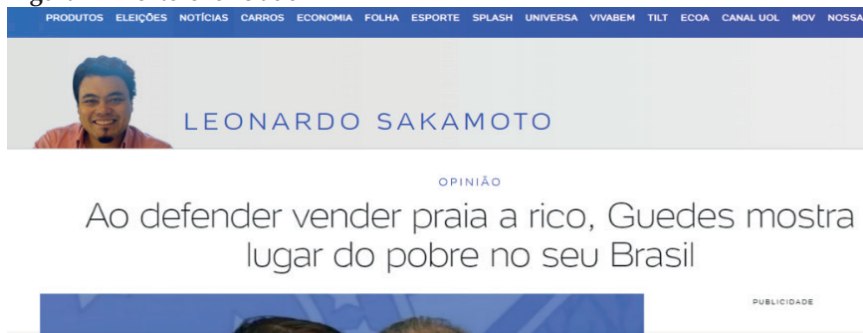 PRODUTOS ELEIÇÕES NOTÍCIAS CARROS ECONOMIA FOLHA ESPORTE SPLASH UNIVERSA VIVABEM TILT ECOA CANAL UOL MOV NOSSA
LEONARDO SAKAMOTO
OPINIÃO
Ao defender vender praia a rico, Guedes mostra
lugar do pobre no seu Brasil
PUBLICIDADE